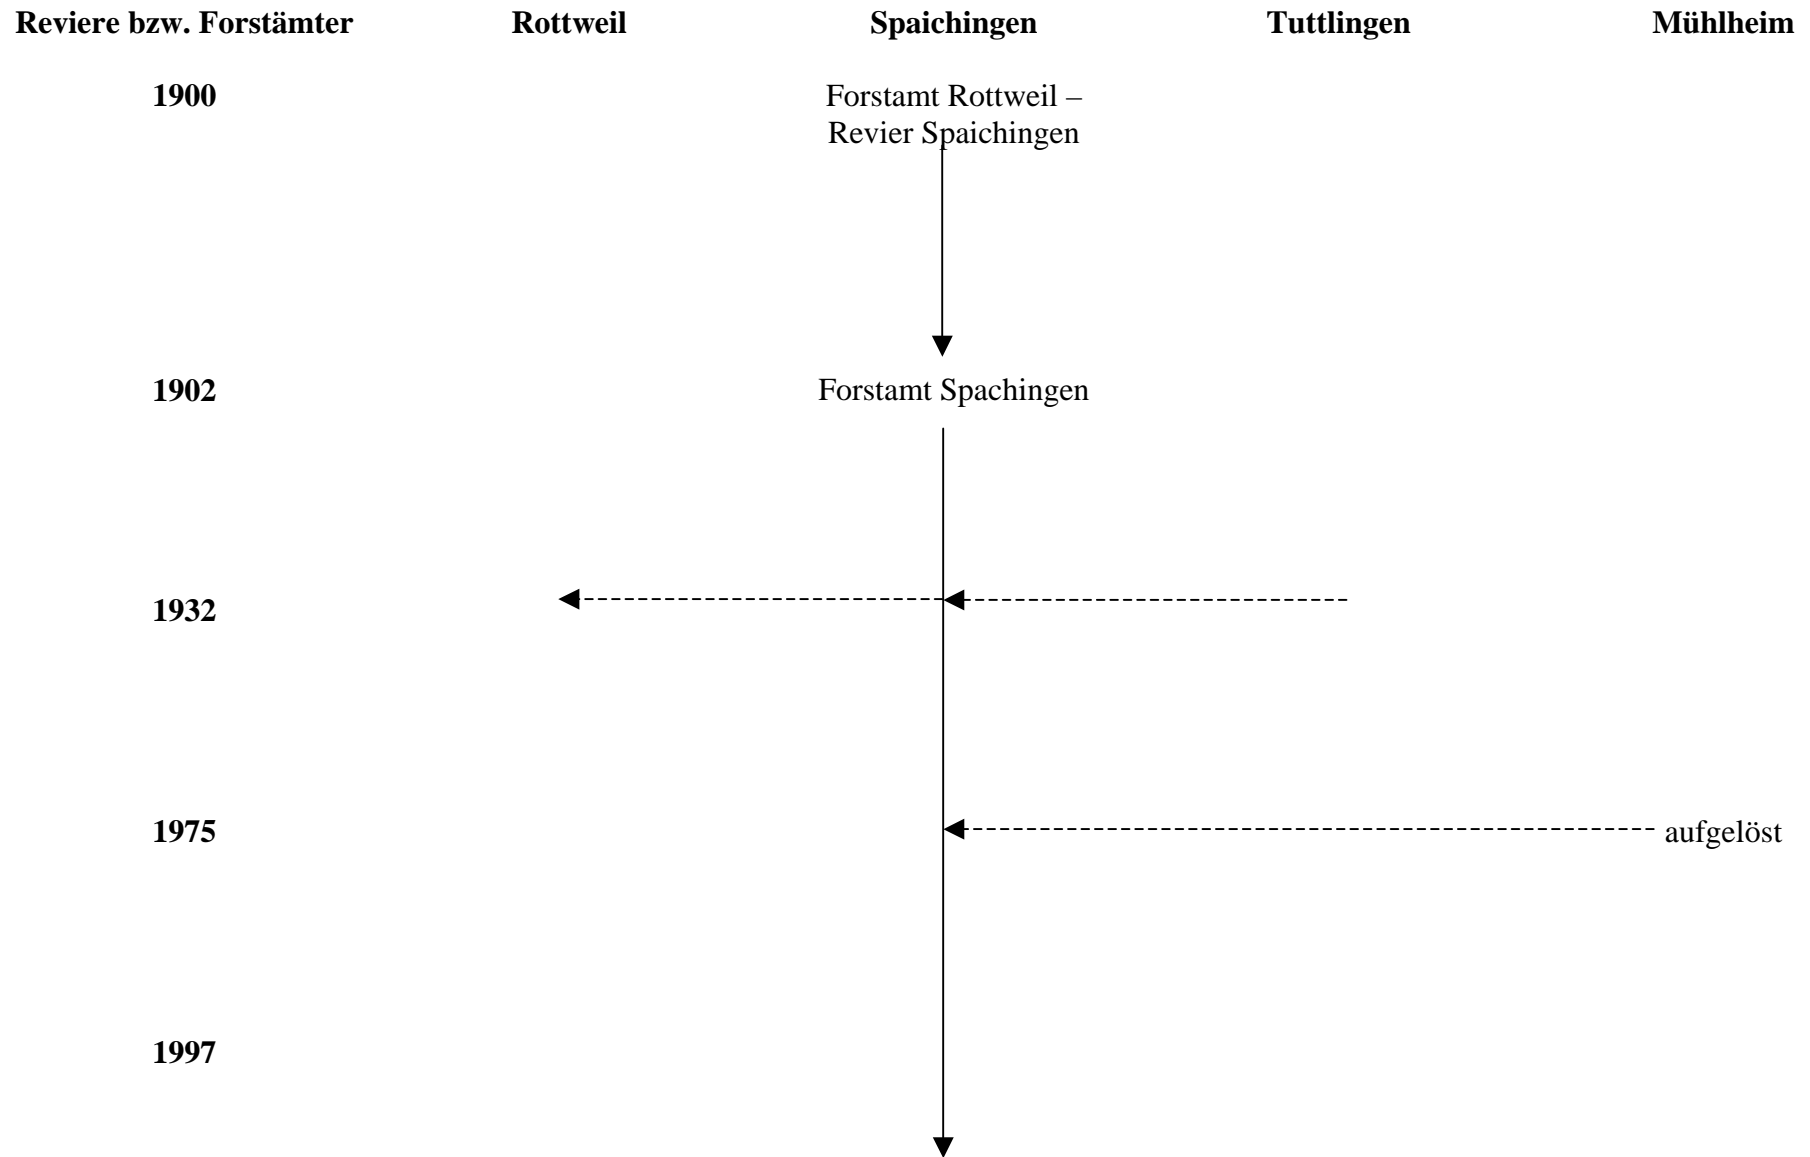 Reviere bzw. Forstämter Rottweil Spaichingen Tuttlingen Mühlheim
1900 Forstamt Rottweil –
Revier Spaichingen
1902 Forstamt Spachingen
1932
1975 aufgelöst
1997